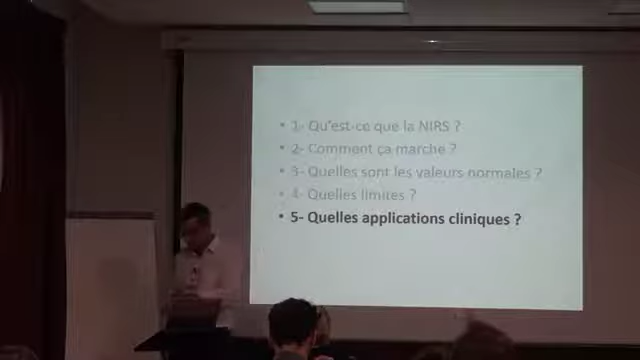 • 1- Qu'est-ce que la NIRS ?
• 2- Comment ça marche ?
• 3- Quelles sont les valeurs normales ?
• 4- Quelles limites ?
• 5- Quelles applications cliniques ?